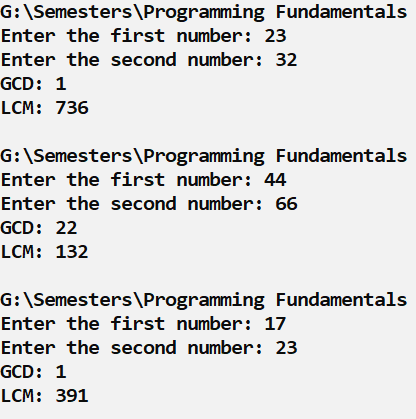 G:\Semesters\Programming Fundamentals
Enter the first number: 23
Enter the second number: 32
GCD: 1
LCM: 736
G:\Semesters\Programming Fundamentals
Enter the first number: 44
Enter the second number: 66
GCD: 22
LCM: 132
G:\Semesters\Programming Fundamentals
Enter the first number: 17
Enter the second number: 23
GCD: 1
LCM: 391